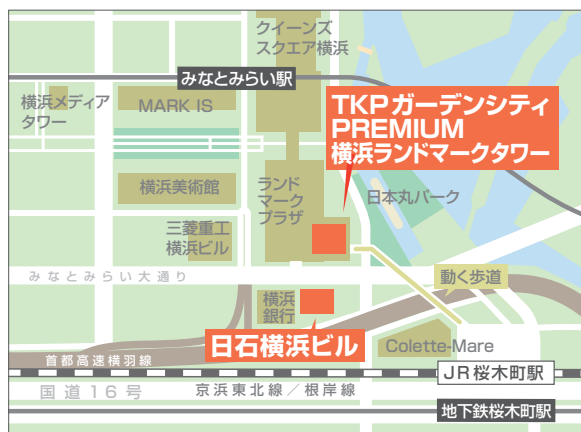 クイーンズ
スクエア横浜
みなとみらい駅
横浜メディア
タワー
MARK IS
TKPガーデンシティ
PREMIUM
横浜ランドマークタワー
横浜美術館
ランド
マーク
プラザ
日本丸パーク
三菱重工
横浜ビル
みなとみらい大通り
動く歩道
横浜
銀行
日石横浜ビル
Colette-Mare
首都高速横羽線
JR桜木町駅
国道16号
京浜東北線／根岸線
地下鉄桜木町駅